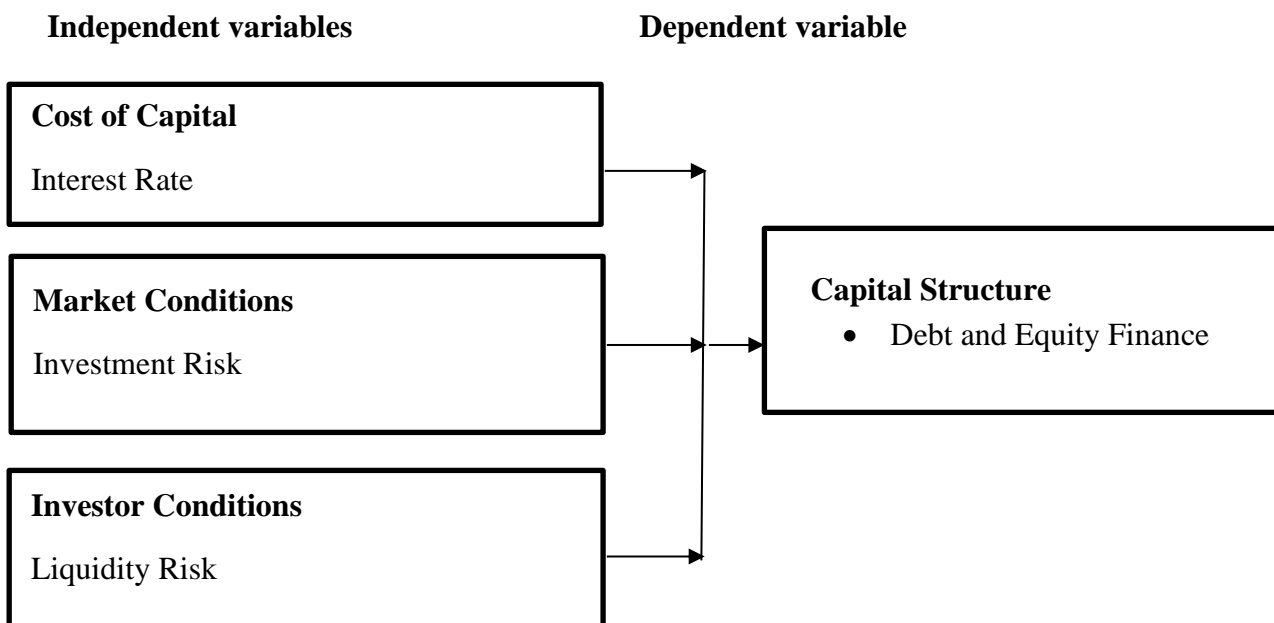 Independent variables
Dependent variable
Cost of Capital
Interest Rate
Market Conditions
Investment Risk
Investor Conditions
Liquidity Risk
Capital Structure
• Debt and Equity Finance